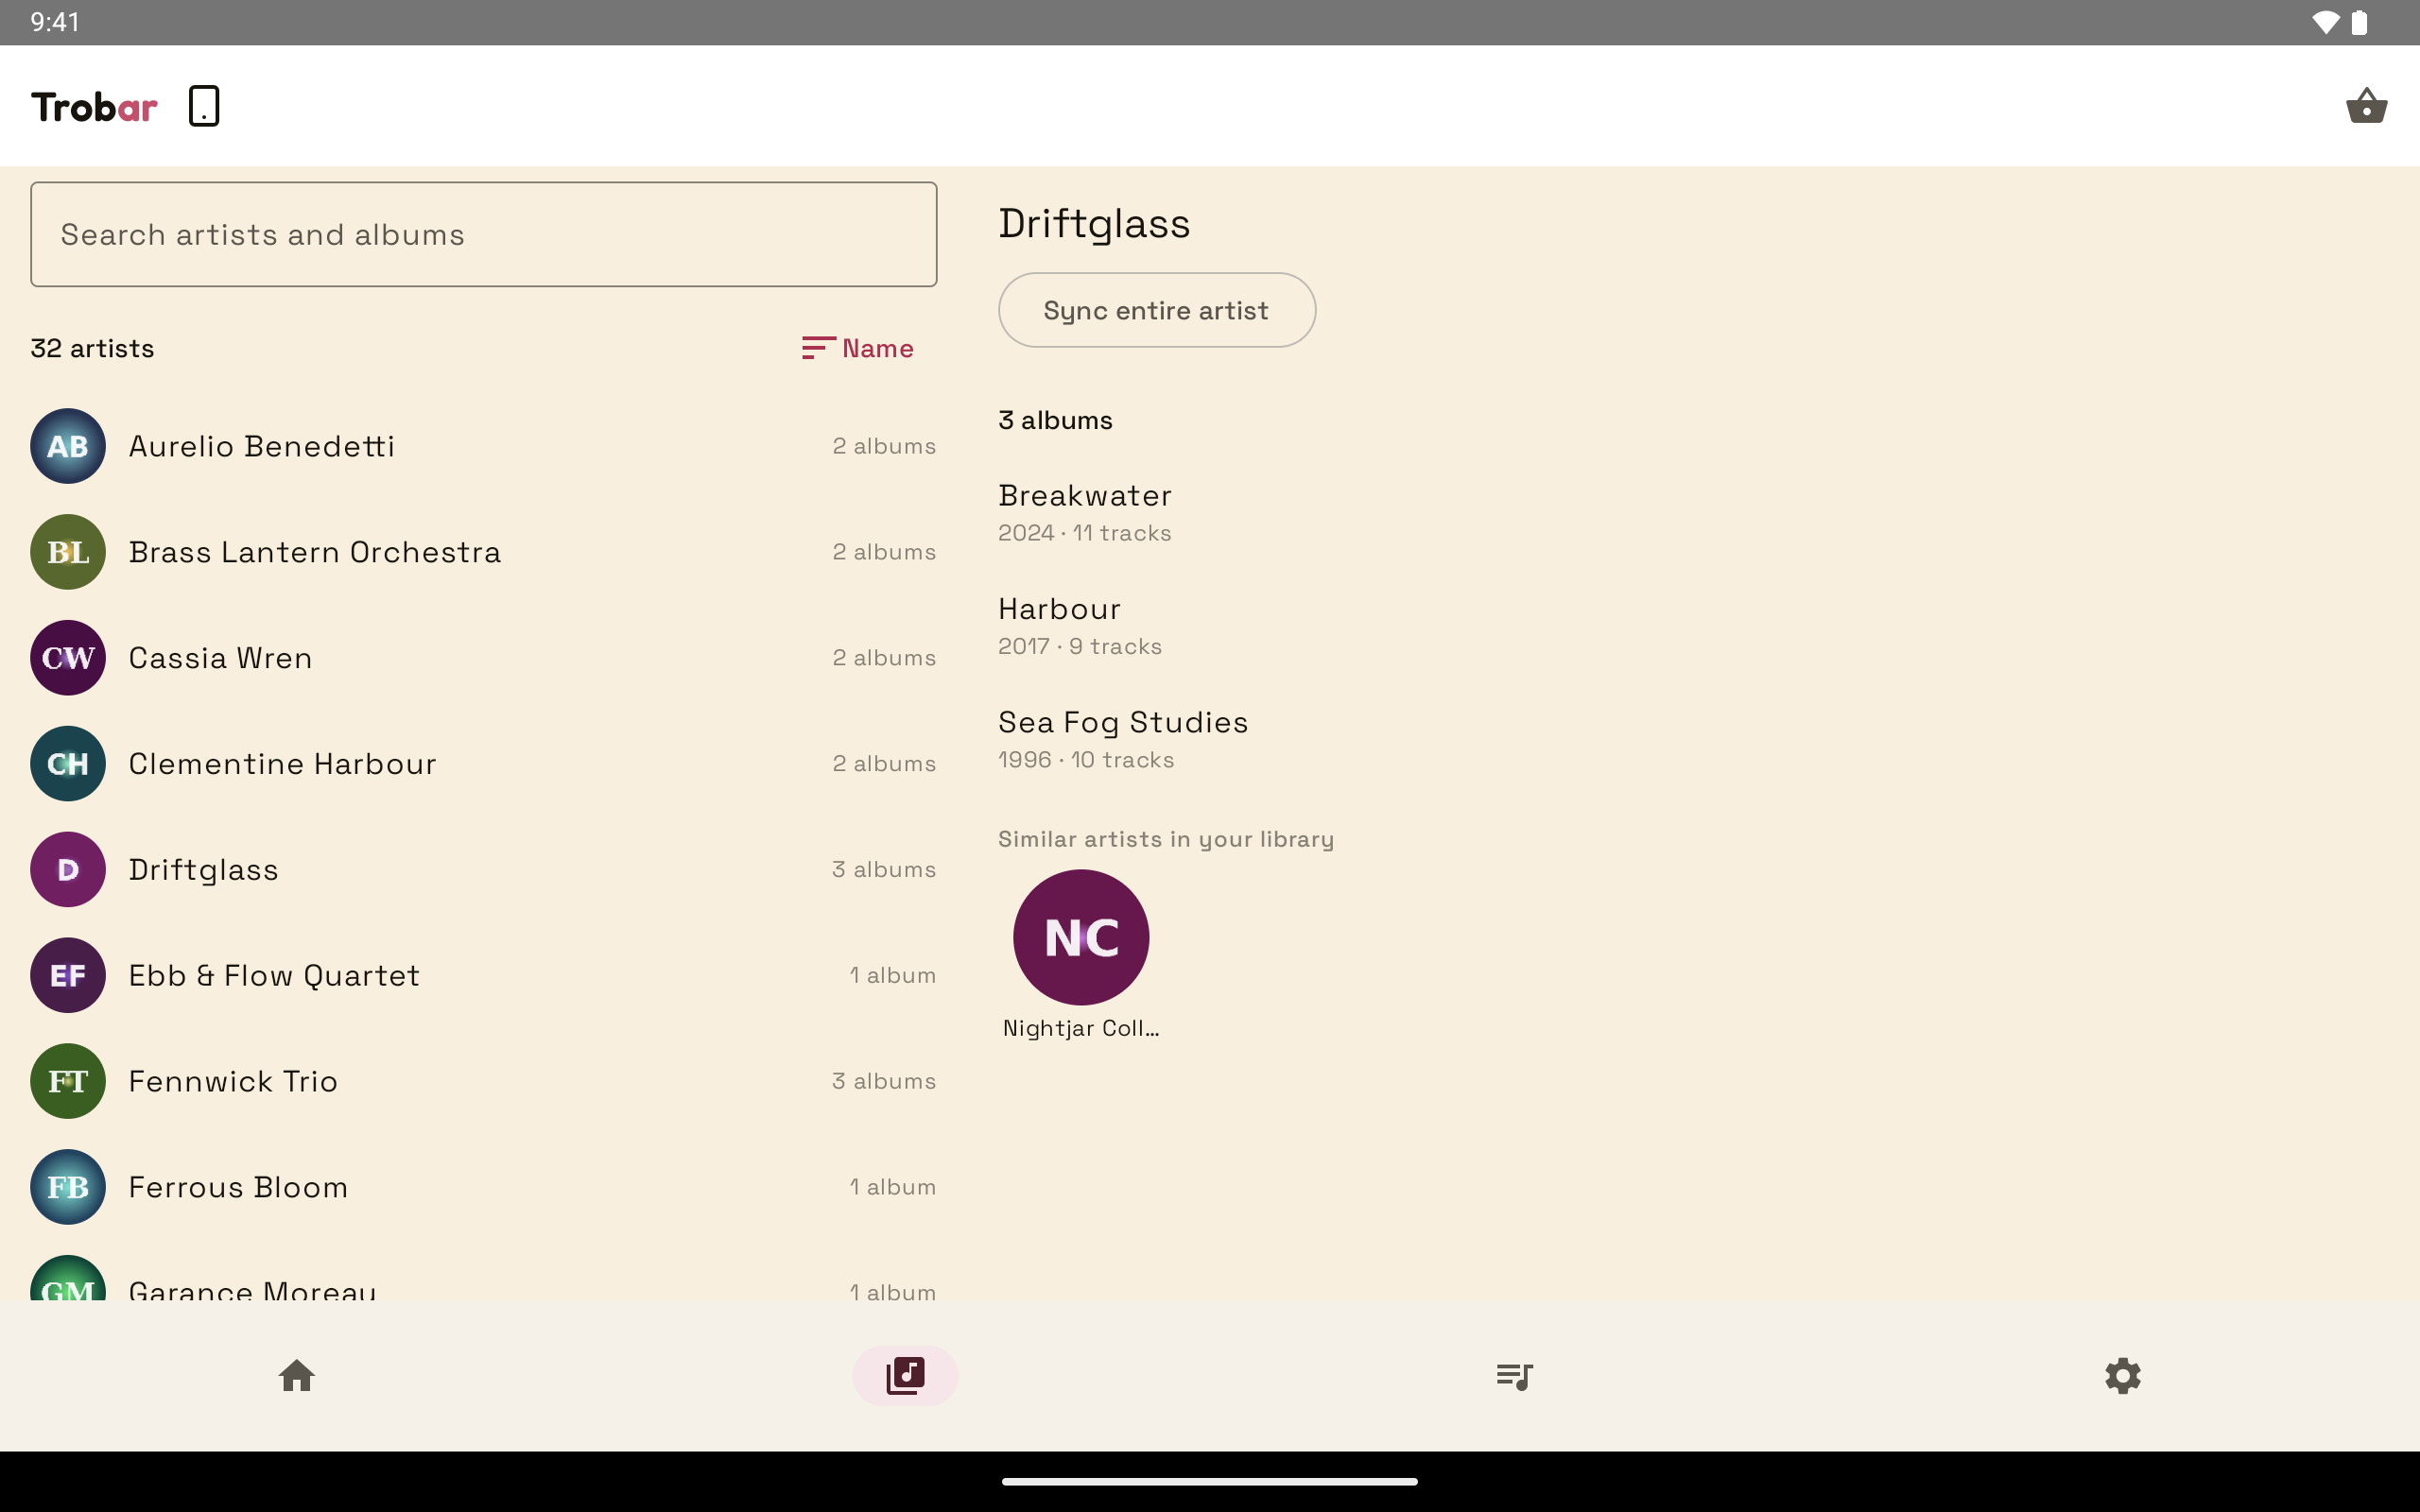 9:41
Trobar
Search artists and albums
32 artists
Name
AB
Aurelio Benedetti
2 albums
BL
Brass Lantern Orchestra
2 albums
CW
Cassia Wren
2 albums
CH
Clementine Harbour
2 albums
D
Driftglass
3 albums
EF
Ebb & Flow Quartet
1 album
FT
Fennwick Trio
3 albums
FB
Ferrous Bloom
1 album
GM
Garance Moreau
1 album
Driftglass
Sync entire artist
3 albums
Breakwater
2024 · 11 tracks
Harbour
2017 · 9 tracks
Sea Fog Studies
1996 · 10 tracks
Similar artists in your library
NC
Nightjar Coll…